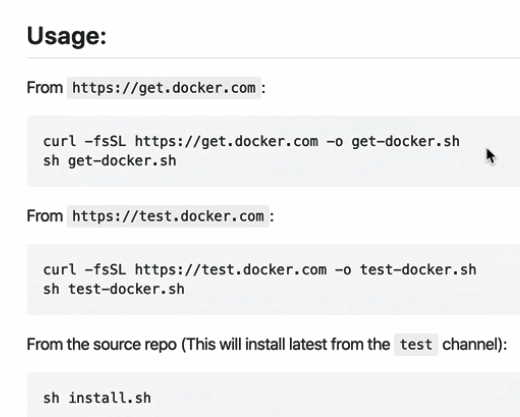 Usage:
From https://get.docker.com:
curl -fsSL https://get.docker.com -o get-docker.sh
sh get-docker.sh
From https://test.docker.com:
curl -fsSL https://test.docker.com -o test-docker.sh
sh test-docker.sh
From the source repo (This will install latest from the test channel):
sh install.sh